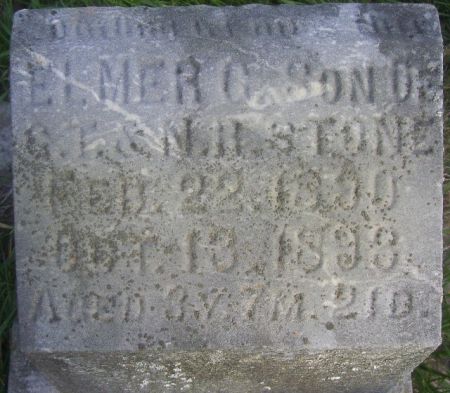 ELMER SON OF
N.H. STONE
FEB. 22, 1890
OCT. 13, 1893
AGED 3 Y. 7 M. 21 D.